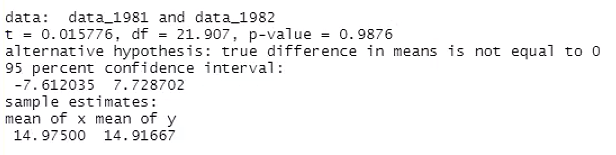 data:  data_1981 and data_1982
t = 0.015776, df = 21.907, p-value = 0.9876
alternative hypothesis: true difference in means is not equal to 0
95 percent confidence interval:
 -7.612035  7.728702
sample estimates:
mean of x mean of y
 14.97500  14.91667